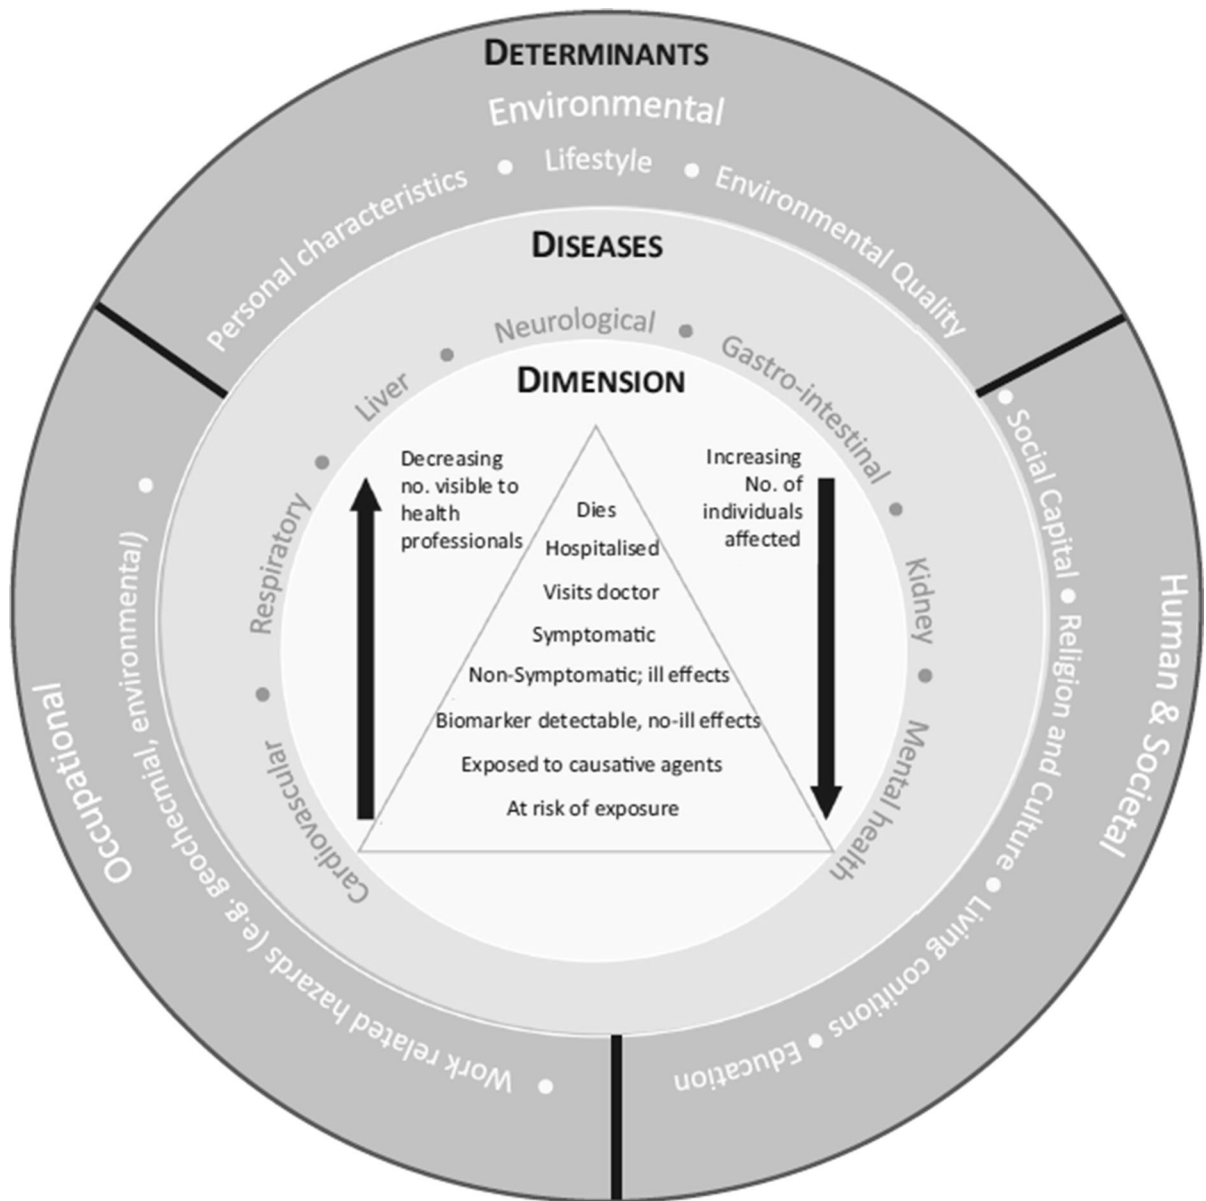 DETERMINANTS
Environmental
Personal characteristics • Lifestyle • Environmental Quality
Human & Societal
• Social Capital • Religion and Culture • Living conitions • Education
Occupational
• Work related hazards (e.g. geochecmial, environmental) •
DISEASES
Cardiovascular • Respiratory • Liver • Neurological • Gastro-intestinal • Kidney • Mental health
DIMENSION
Decreasing
no. visible to
health
professionals
Increasing
No. of
individuals
affected
Dies
Hospitalised
Visits doctor
Symptomatic
Non-Symptomatic; ill effects
Biomarker detectable, no-ill effects
Exposed to causative agents
At risk of exposure